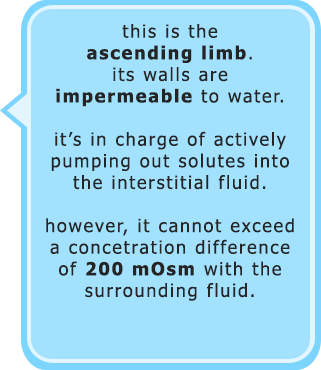 this is the
ascending limb.
its walls are
impermeable to water.
it's in charge of actively
pumping out solutes into
the interstitial fluid.
however, it cannot exceed
a concetration difference
of 200 mOsm with the
surrounding fluid.